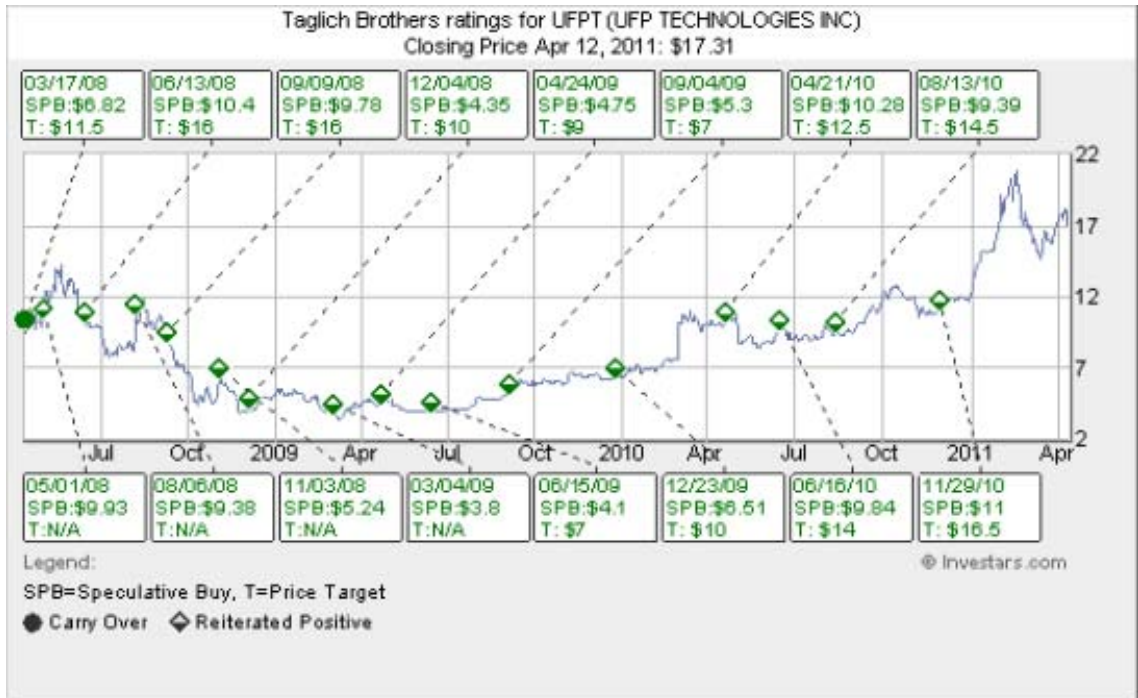 Taglich Brothers ratings for UFPT (UFP TECHNOLOGIES INC)
Closing Price Apr 12, 2011: $17.31
03/17/08
SPB:$6.82
T: $11.5
06/13/08
SPB:$10.4
T: $16
09/09/08
SPB:$9.78
T: $16
12/04/08
SPB:$4.35
T: $10
04/24/09
SPB:$4.75
T: $9
09/04/09
SPB:$5.3
T: $7
04/21/10
SPB:$10.28
T: $12.5
08/13/10
SPB:$9.39
T: $14.5
22
17
12
7
2
Jul Oct 2009 Apr Jul Oct 2010 Apr Jul Oct 2011 Apr
05/01/08
SPB:$9.93
T:N/A
08/06/08
SPB:$9.38
T:N/A
11/03/08
SPB:$5.24
T:N/A
03/04/09
SPB:$3.8
T:N/A
06/15/09
SPB:$4.1
T: $7
12/23/09
SPB:$6.51
T: $10
06/16/10
SPB:$9.84
T: $14
11/29/10
SPB:$11
T: $16.5
Legend:
© Investars.com
SPB=Speculative Buy, T=Price Target
Carry Over Reiterated Positive